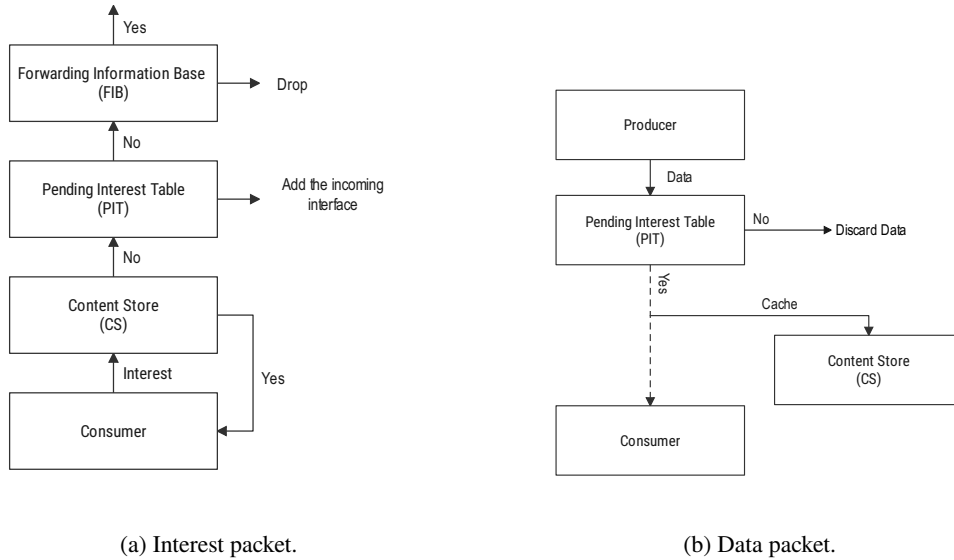 Yes
Forwarding Information Base
(FIB)
Drop
No
Pending Interest Table
(PIT)
Add the incoming
interface
No
Content Store
(CS)
Interest
Yes
Consumer
(a) Interest packet.
Producer
Data
Pending Interest Table
(PIT)
No
Discard Data
Yes
Cache
Content Store
(CS)
Consumer
(b) Data packet.